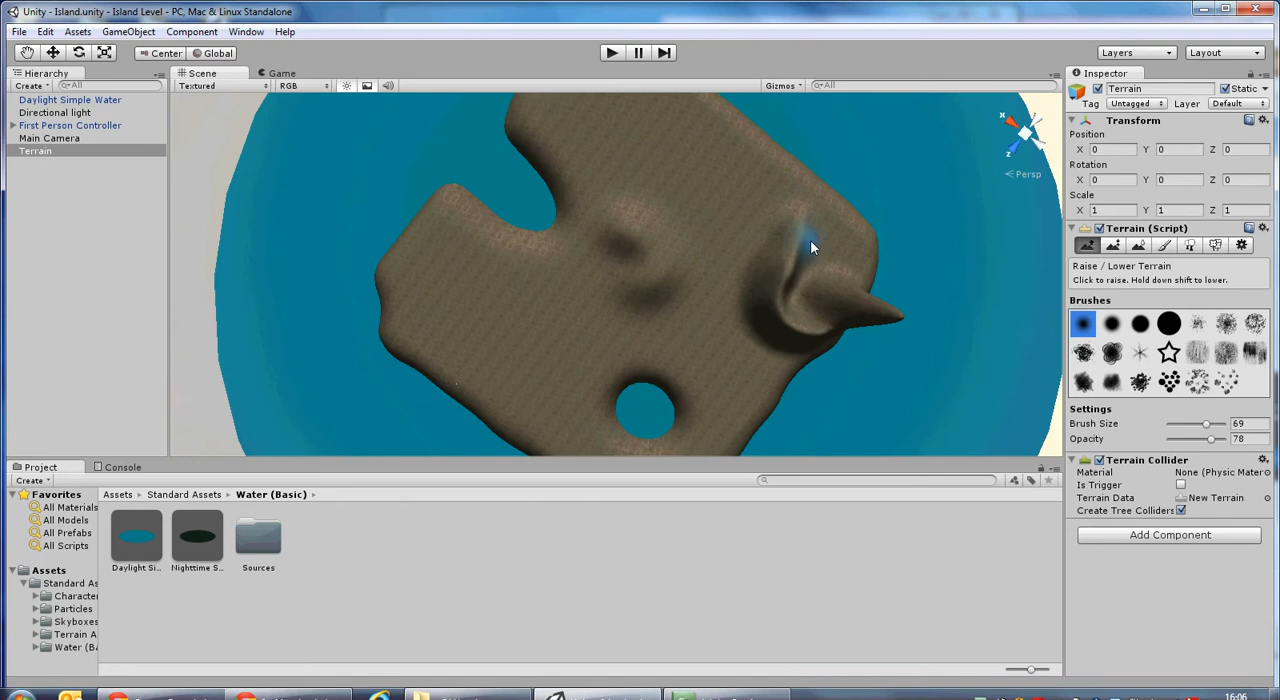 Unity - Island.unity - Island Level - PC, Mac & Linux Standalone
File Edit Assets GameObject Component Window Help
Center Global Layers Layout
Hierarchy Scene Game Inspector
Create All Textured RGB Gizmos All Terrain Static
Daylight Simple Water Tag Untagged Layer Default
Directional light
First Person Controller Transform
Main Camera Position
Terrain X 0 Y 0 Z 0
Rotation
x
z
Persp
X 0 Y 0 Z 0
Scale
X 1 Y 1 Z 1
Terrain (Script)
Raise / Lower Terrain
Click to raise. Hold down shift to lower.
Brushes
Settings
Brush Size 69
Opacity 78
Terrain Collider
Material None (Physic Mater
Is Trigger
Terrain Data New Terrain
Create Tree Colliders
Add Component
Project Console
Create
Favorites Assets Standard Assets Water (Basic)
All Materials
All Models
All Prefabs
All Scripts
Daylight Si... Nighttime S... Sources
Assets
Standard As
Character
Particles
Skyboxes
Terrain A
Water (Ba
16:06